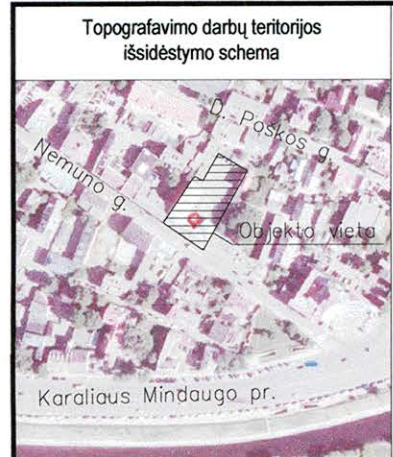 Topografavimo darbų teritorijos
išsidėstymo schema
D. Poškos g.
Nemuno g.
Objekto vieta
Karaliaus Mindaugo pr.